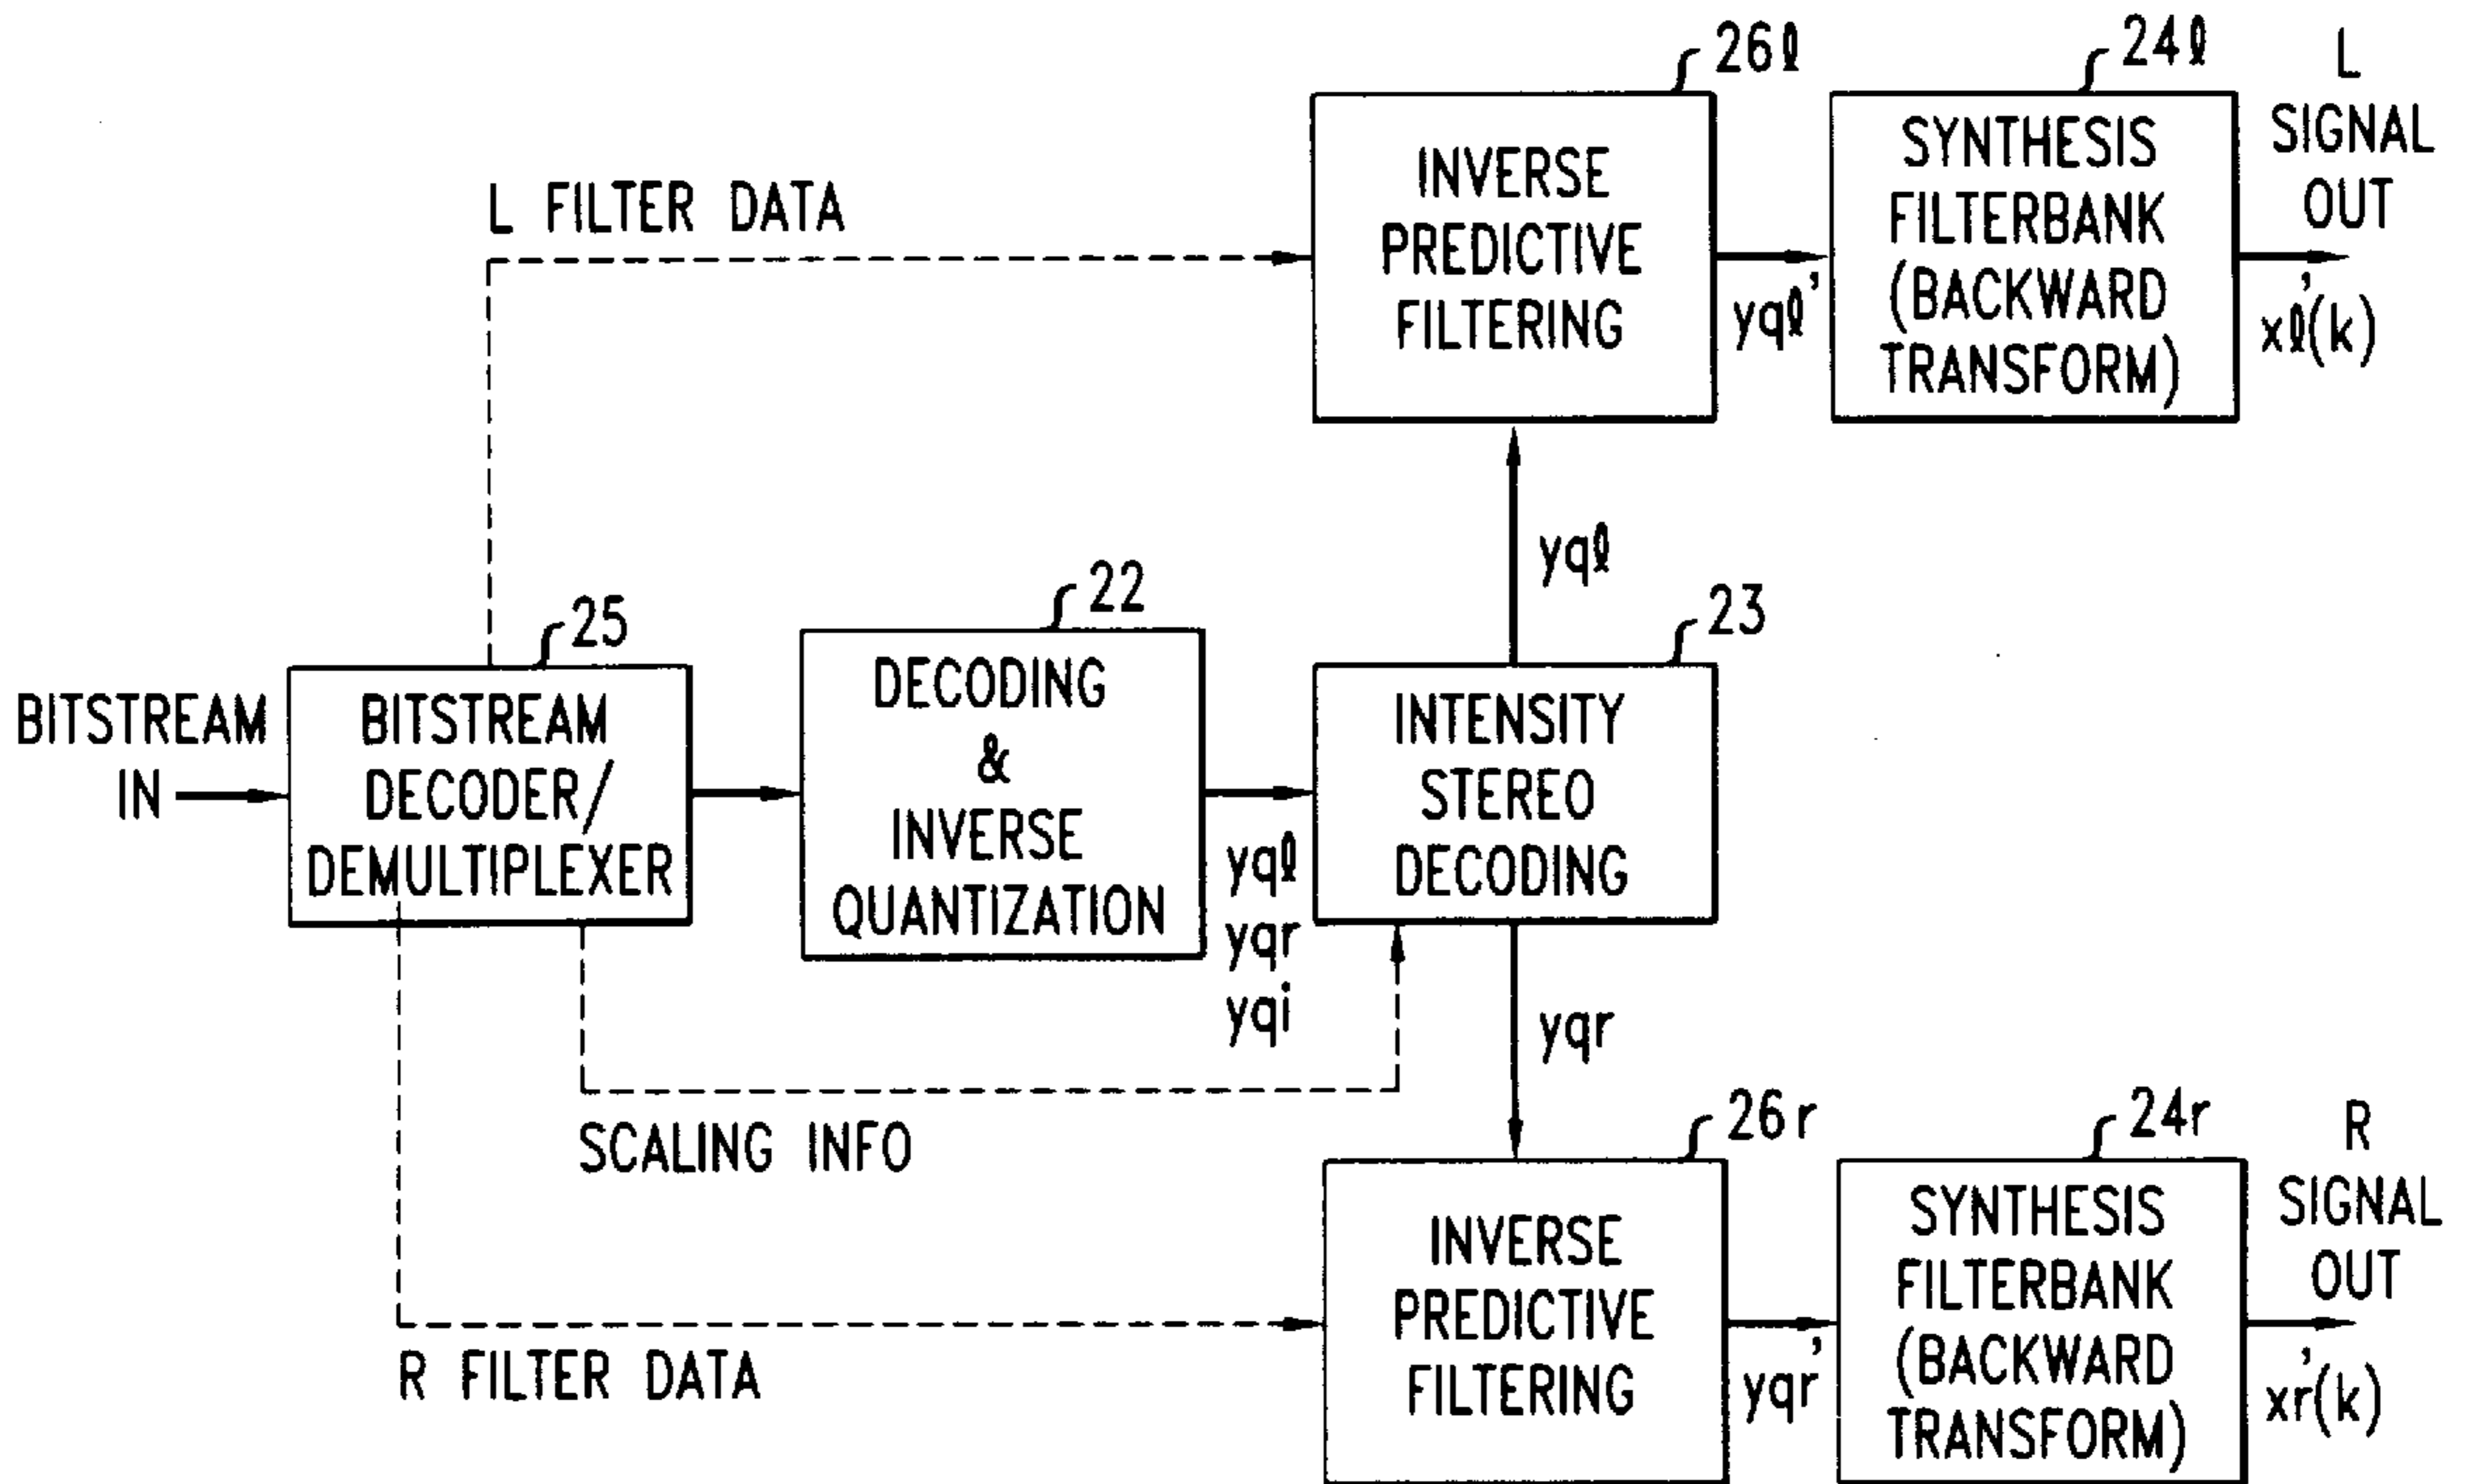 26ℓ
24ℓ
L
SIGNAL
OUT
INVERSE
PREDICTIVE
FILTERING
SYNTHESIS
FILTERBANK
(BACKWARD
TRANSFORM)
L FILTER DATA
yqℓ'
xℓ'(k)
yqℓ
25
22
23
BITSTREAM
IN
BITSTREAM
DECODER/
DEMULTIPLEXER
DECODING
&
INVERSE
QUANTIZATION
yqℓ
yqr
yqi
INTENSITY
STEREO
DECODING
yqr
SCALING INFO
26r
24r
R
SIGNAL
OUT
INVERSE
PREDICTIVE
FILTERING
SYNTHESIS
FILTERBANK
(BACKWARD
TRANSFORM)
R FILTER DATA
yqr'
xr'(k)